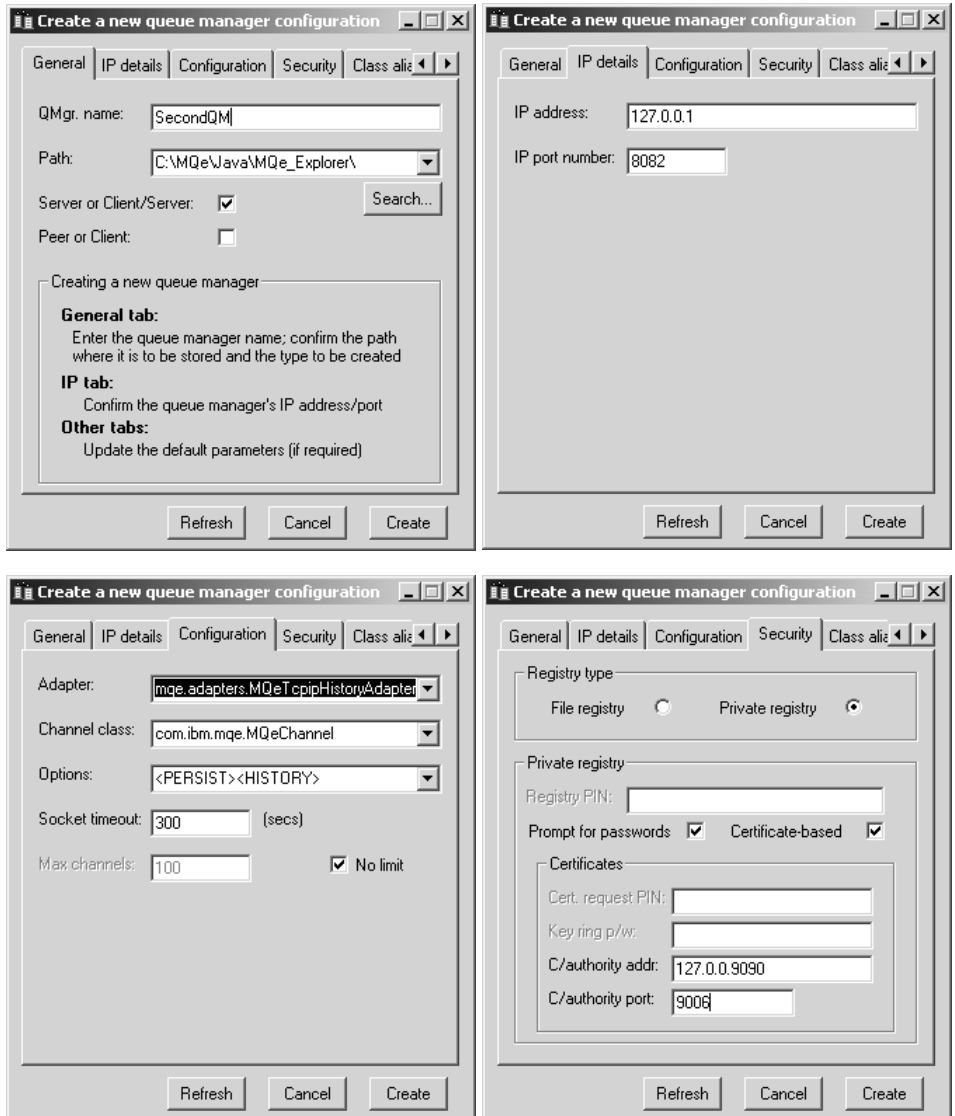 Create a new queue manager configuration
General IP details Configuration Security Class alia
QMgr. name: SecondQM
Path: C:\MQe\Java\MQe_Explorer\
Server or Client/Server: Search...
Peer or Client:
Creating a new queue manager
General tab:
Enter the queue manager name; confirm the path
where it is to be stored and the type to be created
IP tab:
Confirm the queue manager's IP address/port
Other tabs:
Update the default parameters (if required)
Refresh Cancel Create
Create a new queue manager configuration
General IP details Configuration Security Class alia
IP address: 127.0.0.1
IP port number: 8082
Refresh Cancel Create
Create a new queue manager configuration
General IP details Configuration Security Class alia
Adapter: mqe.adapters.MQeTcpipHistoryAdapter
Channel class: com.ibm.mqe.MQeChannel
Options: <PERSIST><HISTORY>
Socket timeout: 300 (secs)
Max channels: 100 No limit
Refresh Cancel Create
Create a new queue manager configuration
General IP details Configuration Security Class alia
Registry type
File registry Private registry
Private registry
Registry PIN:
Prompt for passwords Certificate-based
Certificates
Cert. request PIN:
Key ring p/w:
C/authority addr: 127.0.0.9090
C/authority port: 9006
Refresh Cancel Create